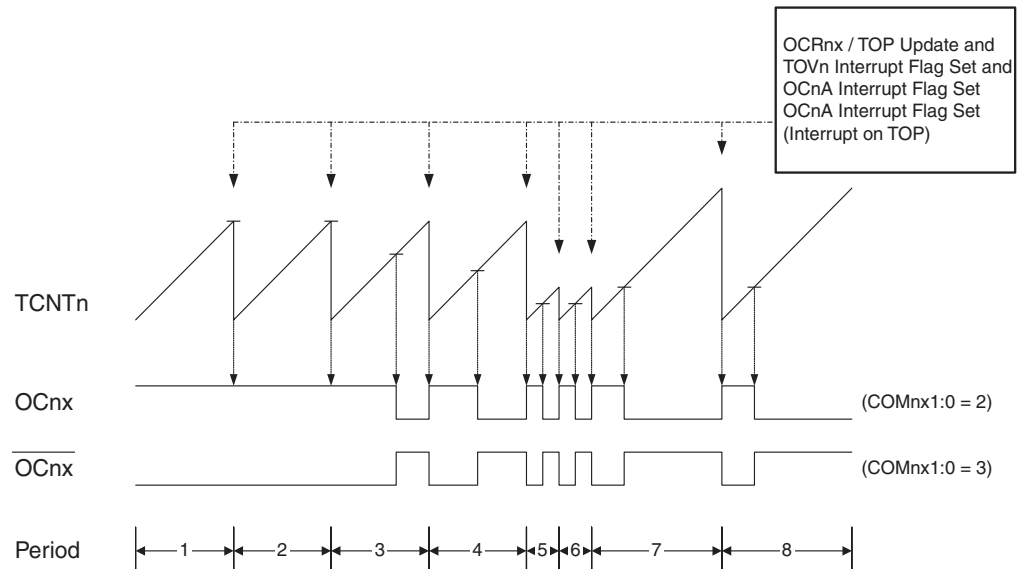 OCRnx / TOP Update and
TOVn Interrupt Flag Set and
OCnA Interrupt Flag Set
OCnA Interrupt Flag Set
(Interrupt on TOP)
TCNTn
OCnx
(COMnx1:0 = 2)
OCnx
(COMnx1:0 = 3)
Period
1 2 3 4 5 6 7 8